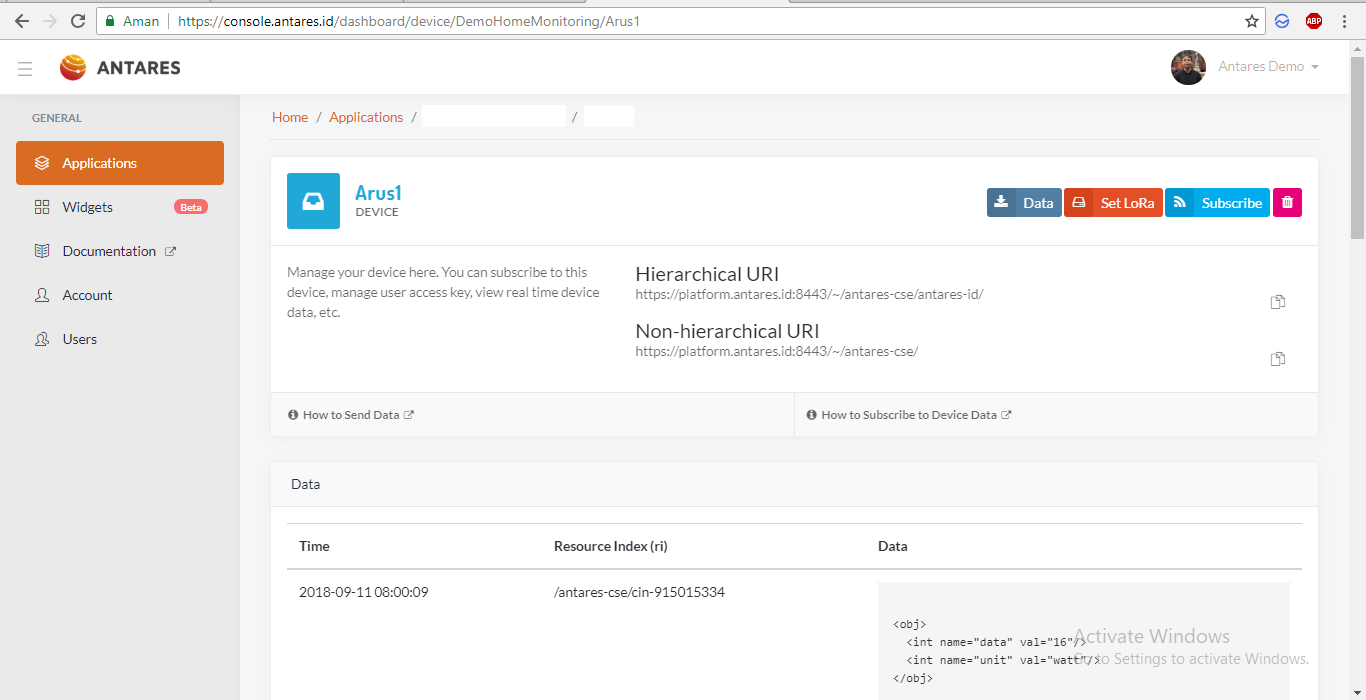 Aman https://console.antares.id/dashboard/device/DemoHomeMonitoring/Arus1
ABP
ANTARES
Antares Demo
GENERAL
Applications
Widgets Beta
Documentation
Account
Users
Home / Applications / /
Arus1
DEVICE
Data Set LoRa Subscribe
Manage your device here. You can subscribe to this
device, manage user access key, view real time device
data, etc.
Hierarchical URI
https://platform.antares.id:8443/~/antares-cse/antares-id/
Non-hierarchical URI
https://platform.antares.id:8443/~/antares-cse/
How to Send Data
How to Subscribe to Device Data
Data
Time Resource Index (ri) Data
2018-09-11 08:00:09 /antares-cse/cin-915015334
<obj>
<int name="data" val="16"/>
<int name="unit" val="watt"/>
</obj>
Activate Windows
Go to Settings to activate Windows.